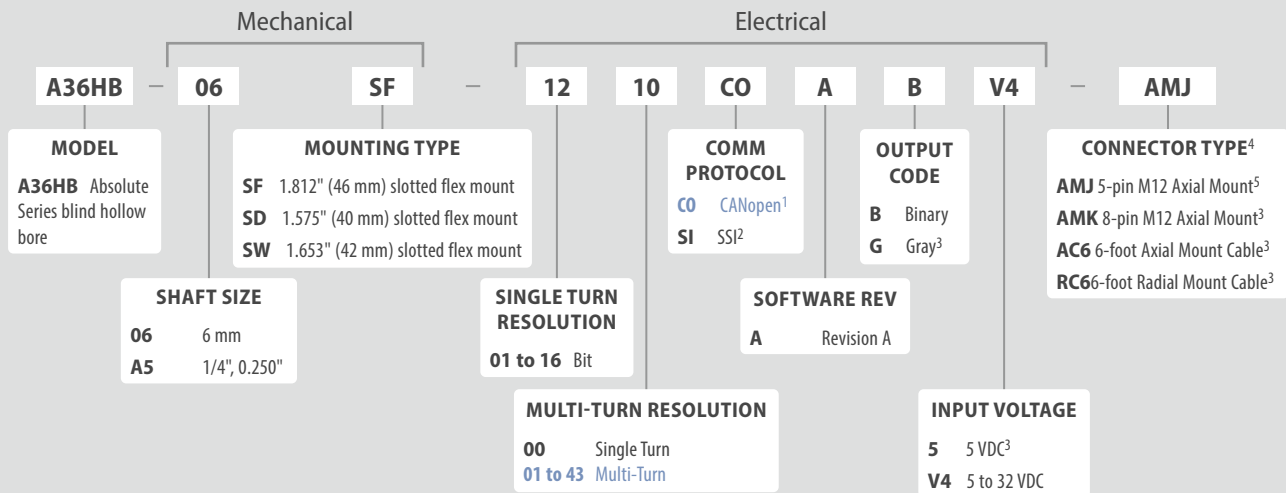 Mechanical
Electrical
A36HB – 06 SF – 12 10 CO A B V4 – AMJ
MODEL
A36HB Absolute
Series blind hollow
bore
MOUNTING TYPE
SF 1.812" (46 mm) slotted flex mount
SD 1.575" (40 mm) slotted flex mount
SW 1.653" (42 mm) slotted flex mount
COMM
PROTOCOL
CO CANopen¹
SI SSI²
OUTPUT
CODE
B Binary
G Gray³
CONNECTOR TYPE⁴
AMJ 5-pin M12 Axial Mount⁵
AMK 8-pin M12 Axial Mount³
AC6 6-foot Axial Mount Cable³
RC66-foot Radial Mount Cable³
SHAFT SIZE
06 6 mm
A5 1/4", 0.250"
SINGLE TURN
RESOLUTION
01 to 16 Bit
SOFTWARE REV
A Revision A
MULTI-TURN RESOLUTION
00 Single Turn
01 to 43 Multi-Turn
INPUT VOLTAGE
5 5 VDC³
V4 5 to 32 VDC